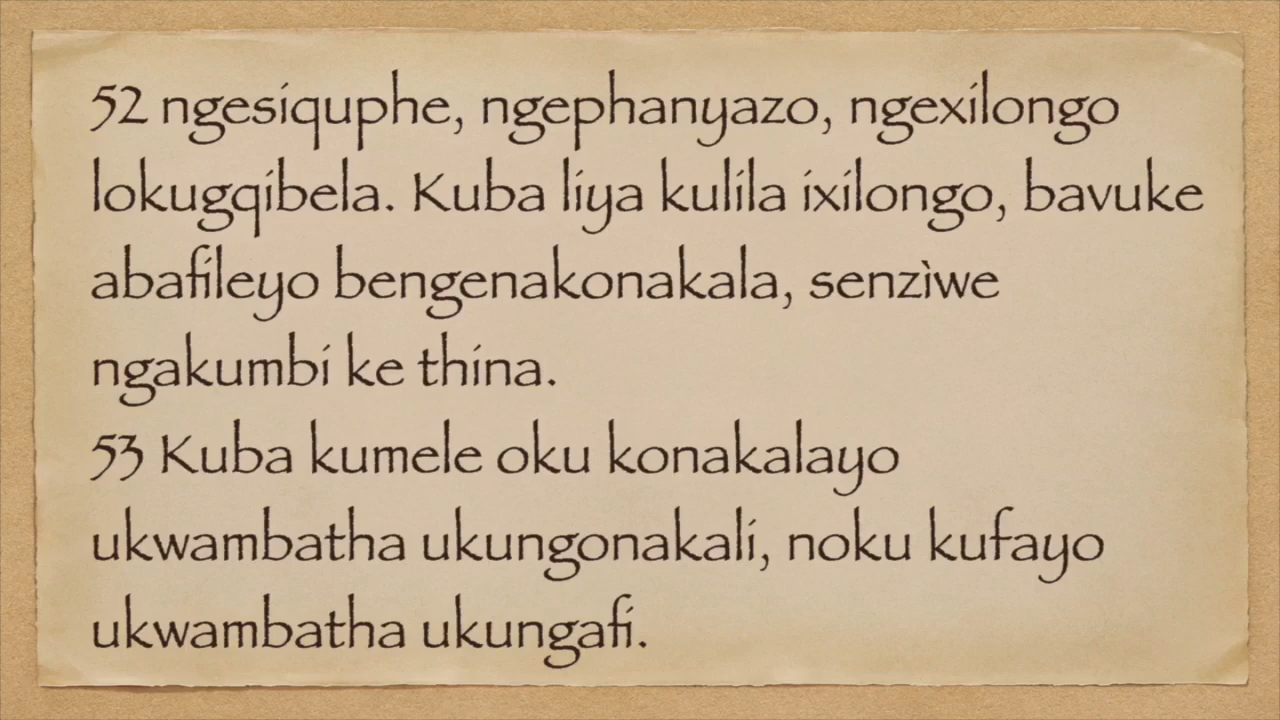 52 ngesiquphe, ngephanyazo, ngexilongo
lokugqibela. Kuba liya kulila ixilongo, bavuke
abafileyo bengenakonakala, senzìwe
ngakumbi ke thina.
53 Kuba kumele oku konakalayo
ukwambatha ukungonakali, noku kufayo
ukwambatha ukungafi.